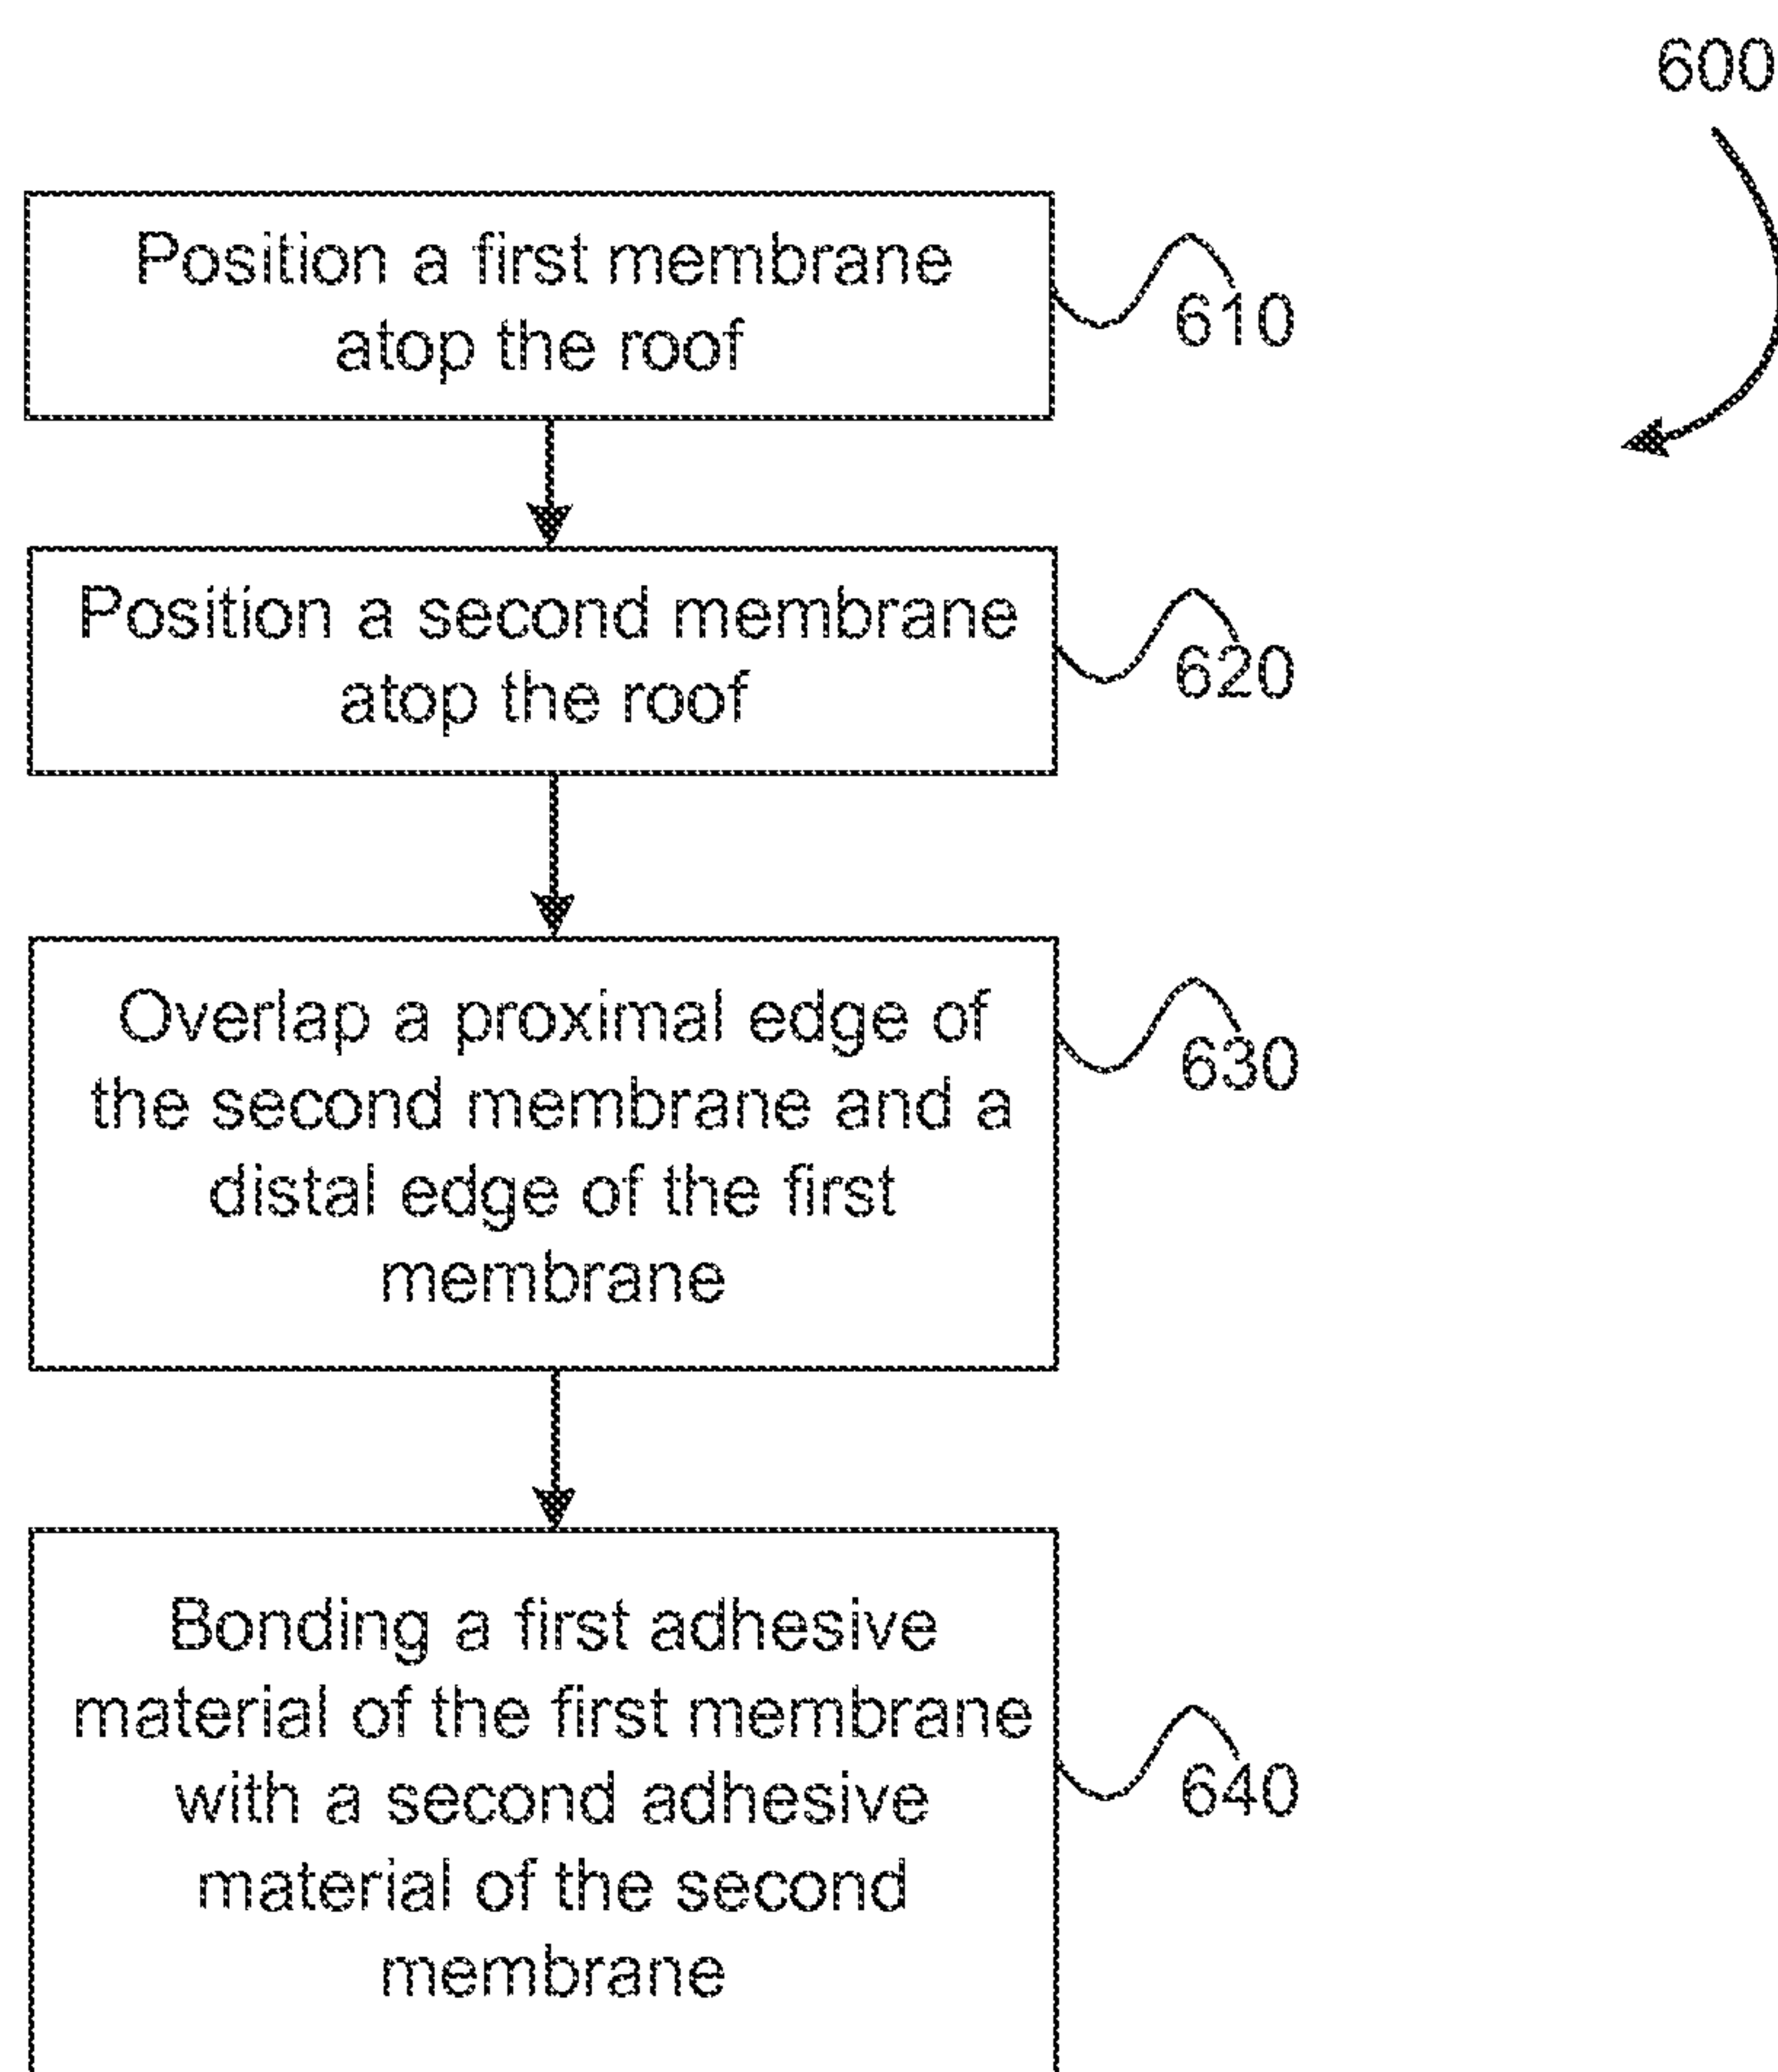 600
Position a first membrane
atop the roof
610
Position a second membrane
atop the roof
620
Overlap a proximal edge of
the second membrane and a
distal edge of the first
membrane
630
Bonding a first adhesive
material of the first membrane
with a second adhesive
material of the second
membrane
640